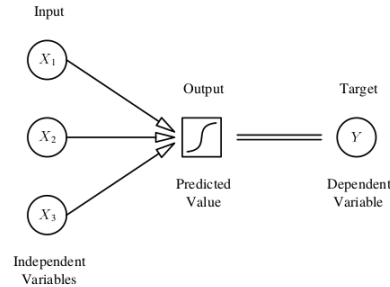 Input
X₁
Output
Target
X₂
Y
Predicted
Value
Dependent
Variable
X₃
Independent
Variables